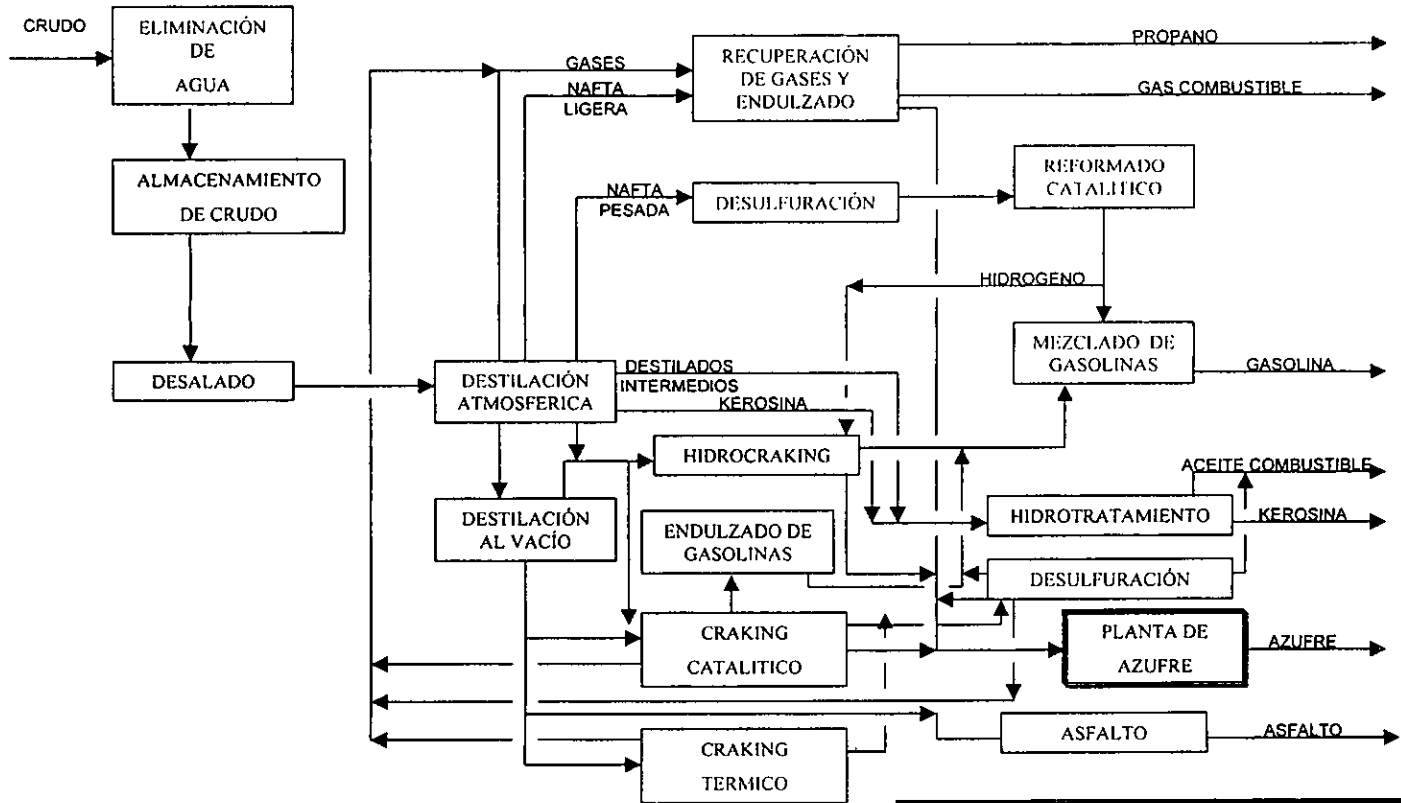 CRUDO
ELIMINACIÓN
DE
AGUA
ALMACENAMIENTO
DE CRUDO
DESALADO
GASES
NAFTA
LIGERA
RECUPERACIÓN
DE GASES Y
ENDULZADO
PROPANO
GAS COMBUSTIBLE
NAFTA
PESADA
DESULFURACIÓN
REFORMADO
CATALITICO
HIDROGENO
MEZCLADO DE
GASOLINAS
GASOLINA
DESTILACIÓN
ATMOSFERICA
DESTILADOS
INTERMEDIOS
KEROSINA
HIDROCRAKING
ACEITE COMBUSTIBLE
DESTILACIÓN
AL VACÍO
ENDULZADO DE
GASOLINAS
HIDROTRATAMIENTO
KEROSINA
DESULFURACIÓN
CRAKING
CATALITICO
PLANTA DE
AZUFRE
AZUFRE
ASFALTO
ASFALTO
CRAKING
TERMICO